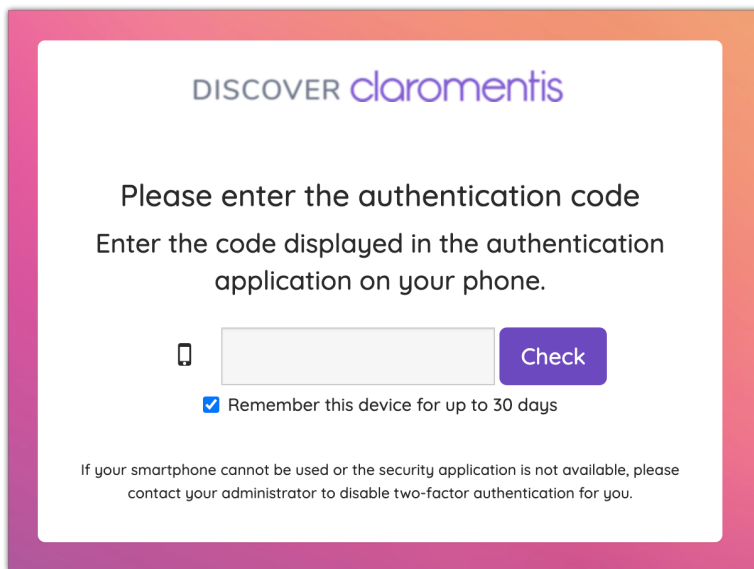 DISCOVER claromentis
Please enter the authentication code
Enter the code displayed in the authentication
application on your phone.
Check
Remember this device for up to 30 days
If your smartphone cannot be used or the security application is not available, please
contact your administrator to disable two-factor authentication for you.